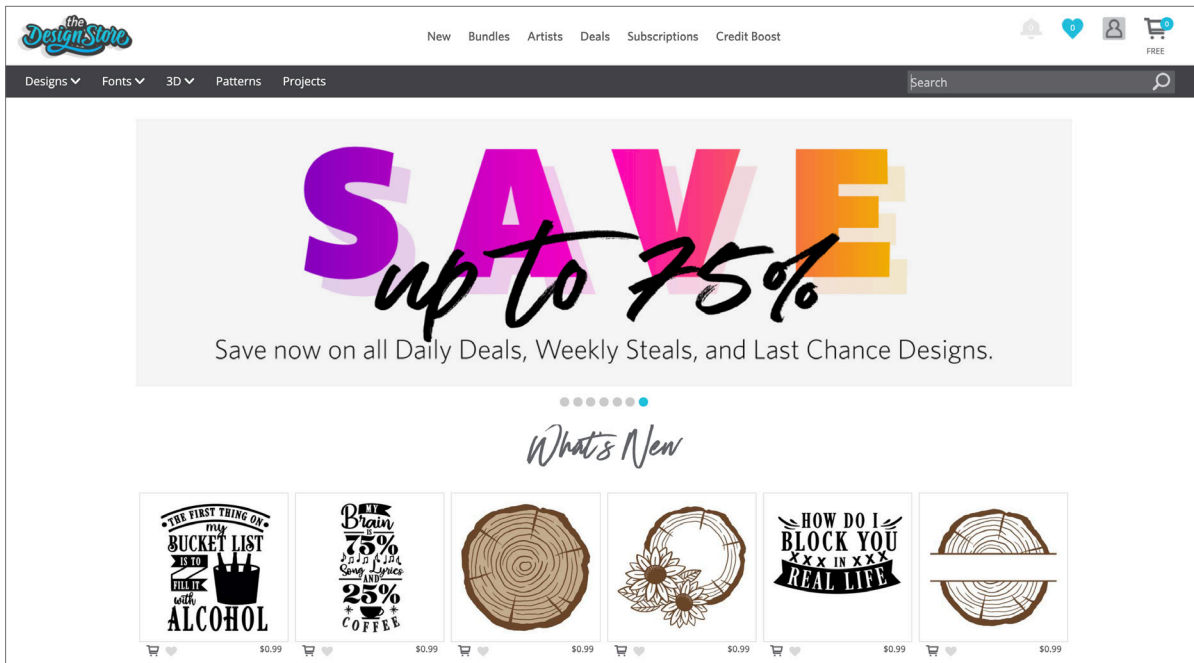 the
Design Store
New Bundles Artists Deals Subscriptions Credit Boost
0 0 0
FREE
Designs Fonts 3D Patterns Projects
Search
SAVE
up to 75%
Save now on all Daily Deals, Weekly Steals, and Last Chance Designs.
What's New
THE FIRST THING ON
my
BUCKET LIST
IS TO
FILL IT
with
ALCOHOL
MY
Brain
IS
75%
Song Lyrics
AND
25%
COFFEE
HOW DO I
BLOCK YOU
XXX IN XXX
REAL LIFE
$0.99 $0.99 $0.99 $0.99 $0.99 $0.99